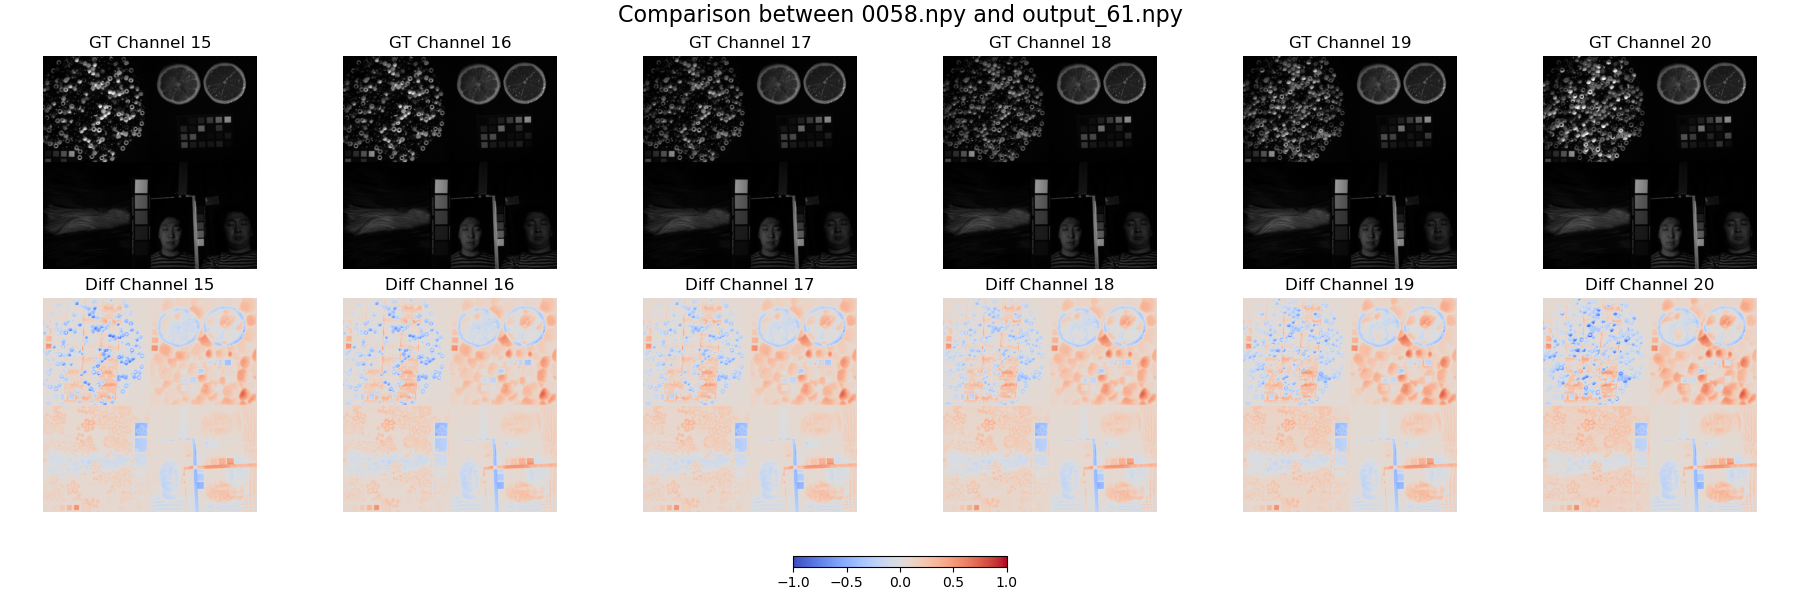 Comparison between 0058.npy and output_61.npy
GT Channel 15
GT Channel 16
GT Channel 17
GT Channel 18
GT Channel 19
GT Channel 20
Diff Channel 15
Diff Channel 16
Diff Channel 17
Diff Channel 18
Diff Channel 19
Diff Channel 20
−1.0 −0.5 0.0 0.5 1.0